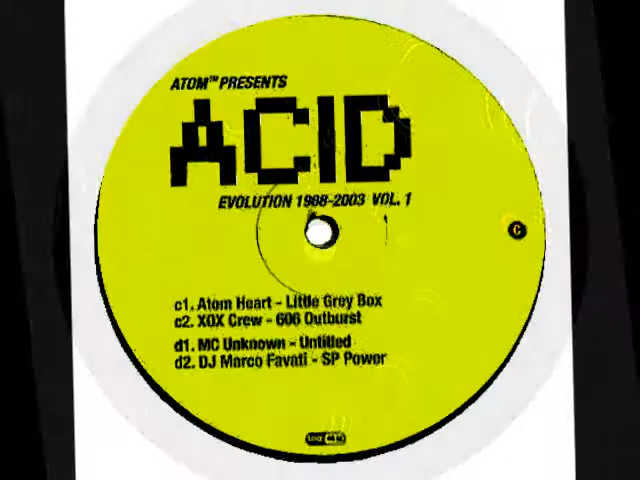 ATOM™ PRESENTS
ACID
EVOLUTION 1988-2003 VOL. 1
C
c1. Atom Heart - Little Grey Box
c2. XOX Crew - 606 Outburst
d1. MC Unknown - Untitled
d2. DJ Marco Favati - SP Power